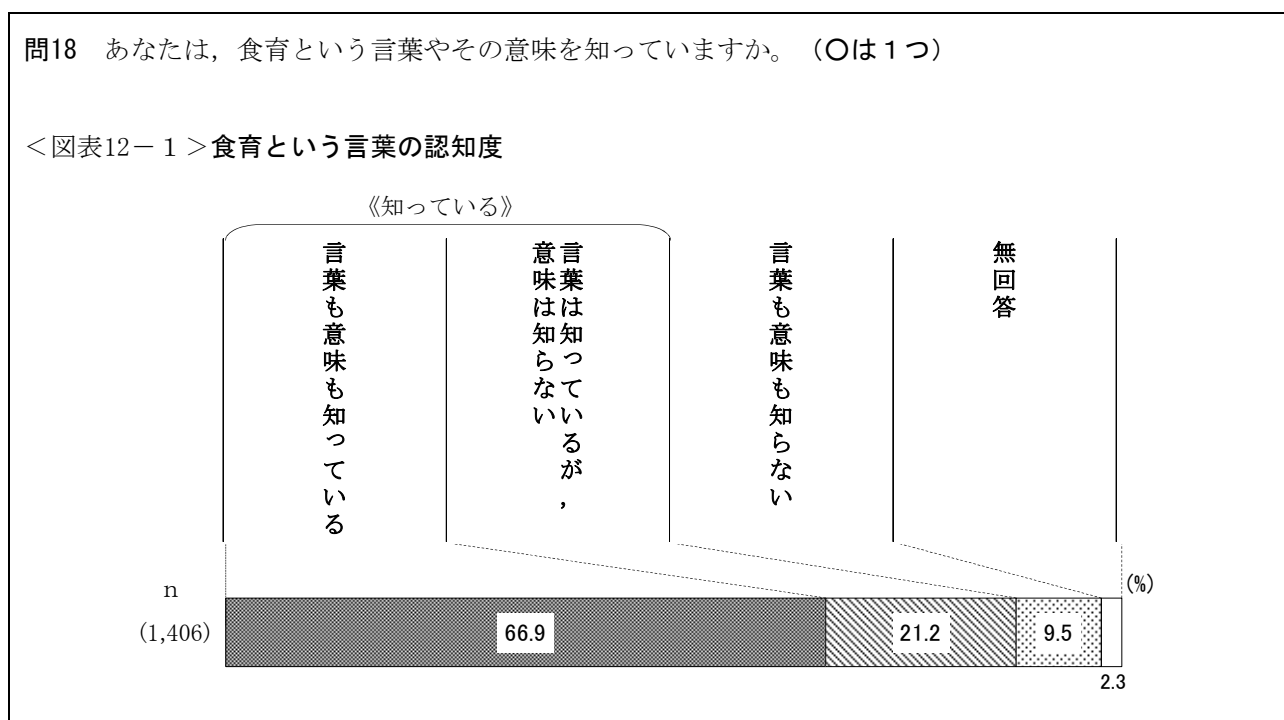 問18　あなたは，食育という言葉やその意味を知っていますか。（〇は１つ）
＜図表12－１＞食育という言葉の認知度
《知っている》
言葉も意味も知っている
言葉は知っているが，
意味は知らない
言葉も意味も知らない
無回答
(%)
ｎ
(1,406)
66.9
21.2
9.5
2.3